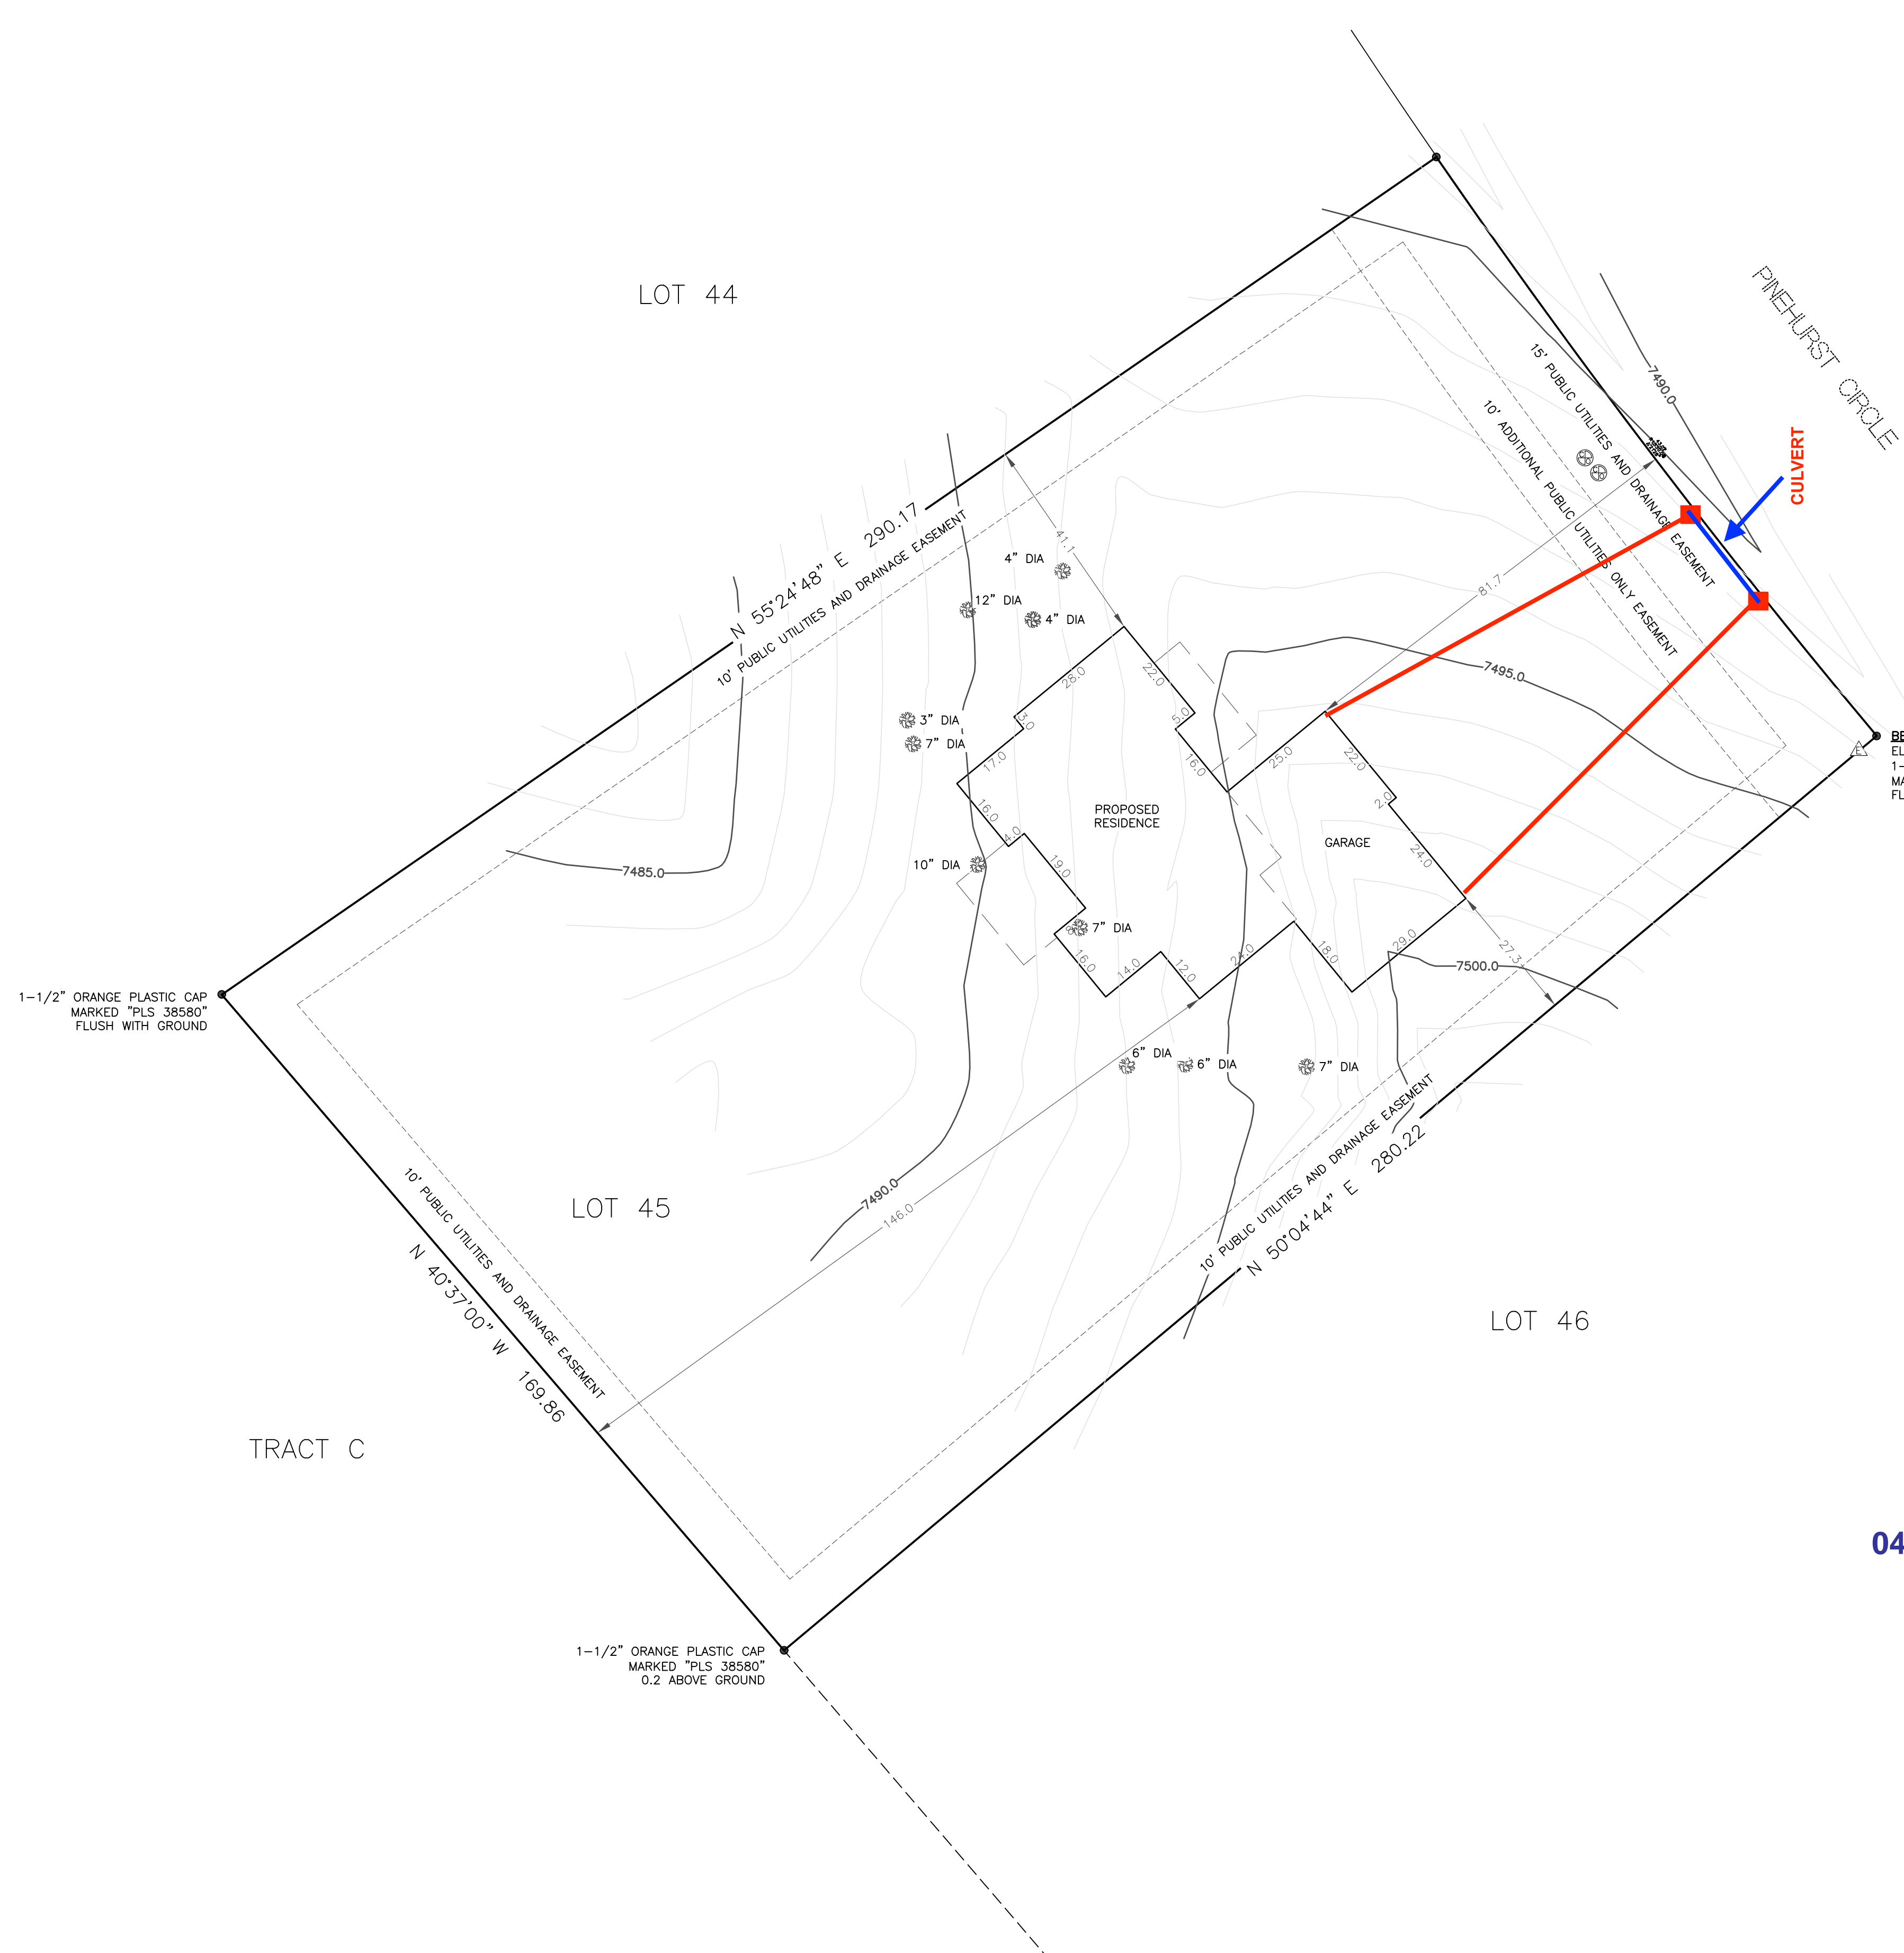 LOT 44
PINEHURST CIRCLE
7490.0
15' PUBLIC UTILITIES AND DRAINAGE EASEMENT
10' ADDITIONAL PUBLIC UTILITIES ONLY EASEMENT
CULVERT
N 55°24'48" E 290.17
10' PUBLIC UTILITIES AND DRAINAGE EASEMENT
41.1
4" DIA
12" DIA
4" DIA
81.7
28.0
22.0
7495.0
3" DIA
3.0
5.0
7" DIA
17.0
16.0
25.0
22.0
BE
EL
1-
MA
FL
16.0
PROPOSED
RESIDENCE
2.0
4.0
GARAGE
7485.0
10" DIA
19.0
24.0
8.0
7" DIA
16.0
14.0
12.0
24.0
18.0
29.0
27.3
7500.0
1-1/2" ORANGE PLASTIC CAP
MARKED "PLS 38580"
FLUSH WITH GROUND
6" DIA
6" DIA
7" DIA
7490.0
146.0
LOT 45
10' PUBLIC UTILITIES AND DRAINAGE EASEMENT
N 50°04'44" E 280.22
10' PUBLIC UTILITIES AND DRAINAGE EASEMENT
N 40°37'00" W 169.86
LOT 46
TRACT C
04
1-1/2" ORANGE PLASTIC CAP
MARKED "PLS 38580"
0.2 ABOVE GROUND
E